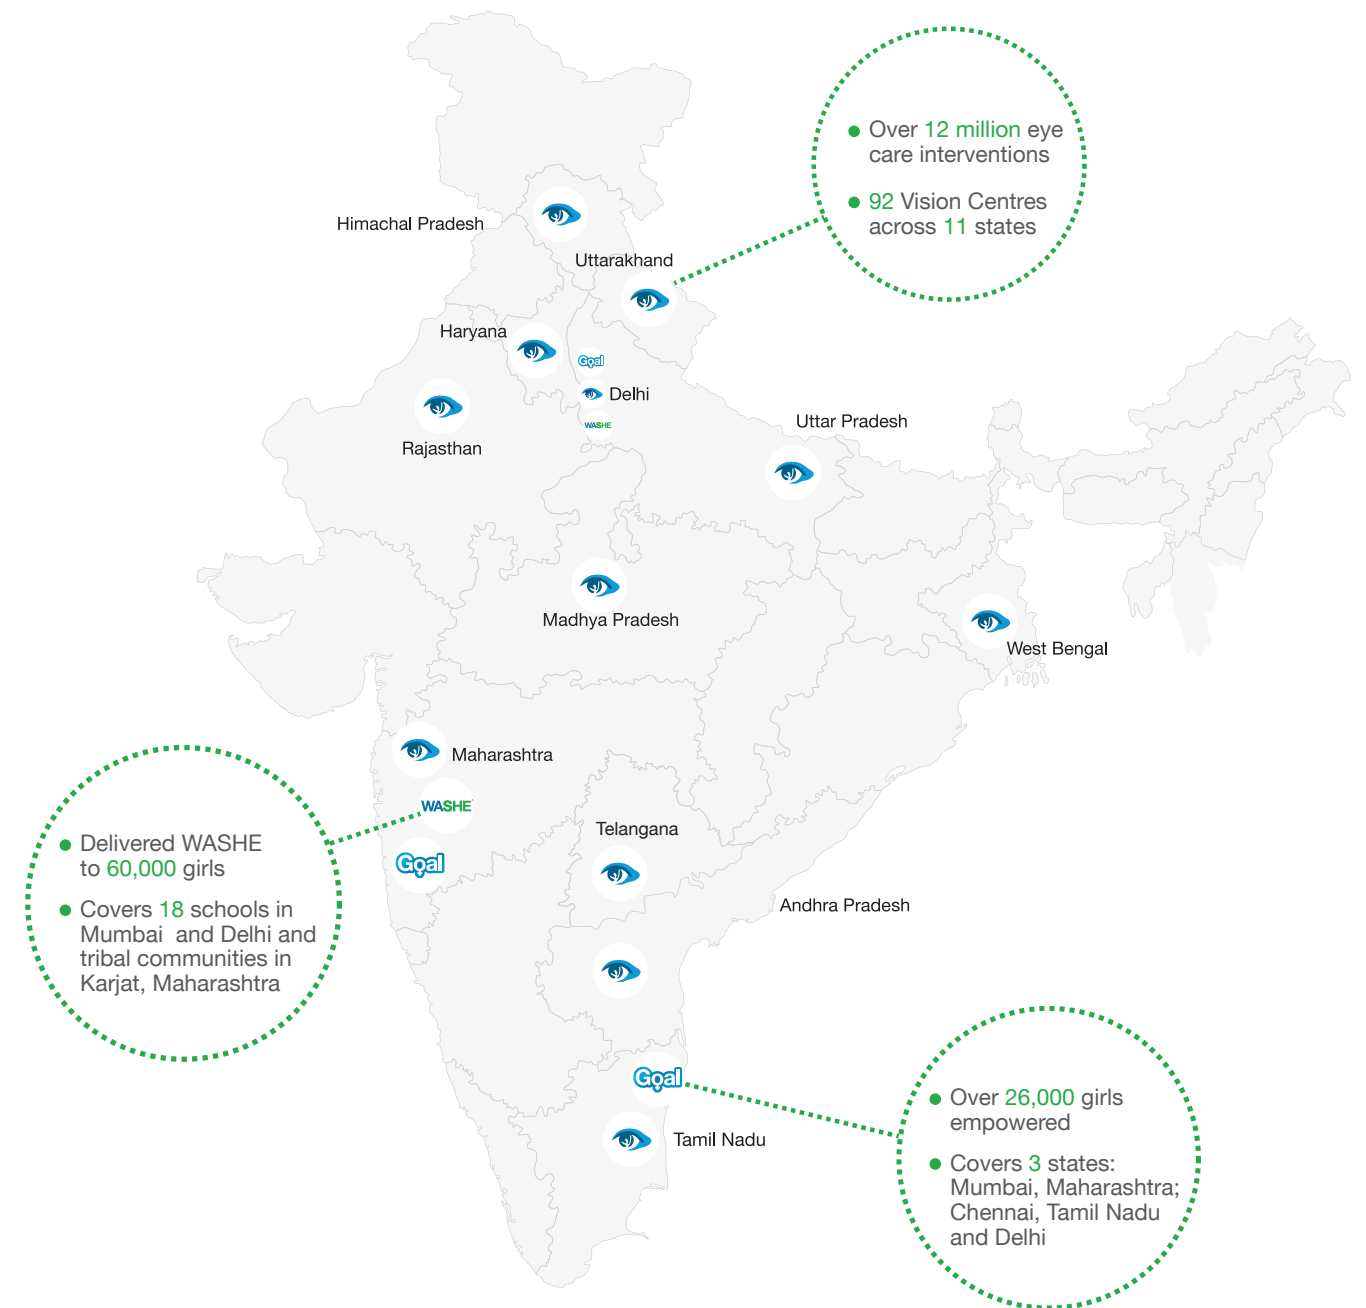 ● Over 12 million eye
care interventions
● 92 Vision Centres
across 11 states
Himachal Pradesh
Uttarakhand
Haryana
Goal
Delhi
WASHE
Rajasthan
Uttar Pradesh
Madhya Pradesh
West Bengal
Maharashtra
WASHE
Goal
● Delivered WASHE
to 60,000 girls
● Covers 18 schools in
Mumbai and Delhi and
tribal communities in
Karjat, Maharashtra
Telangana
Andhra Pradesh
Goal
Tamil Nadu
● Over 26,000 girls
empowered
● Covers 3 states:
Mumbai, Maharashtra;
Chennai, Tamil Nadu
and Delhi